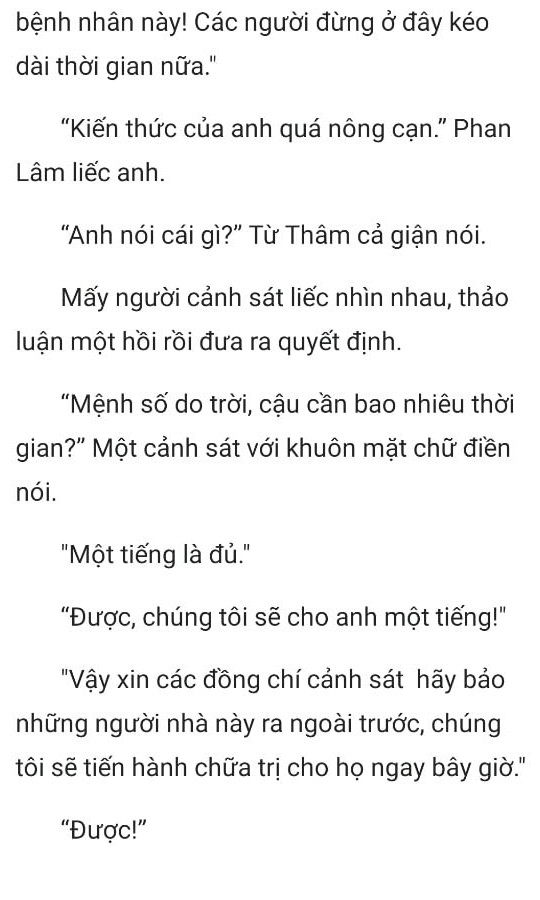 bệnh nhân này! Các người đừng ở đây kéo
dài thời gian nữa."
“Kiến thức của anh quá nông cạn.” Phan
Lâm liếc anh.
“Anh nói cái gì?” Từ Thâm cả giận nói.
Mấy người cảnh sát liếc nhìn nhau, thảo
luận một hồi rồi đưa ra quyết định.
“Mệnh số do trời, cậu cần bao nhiêu thời
gian?” Một cảnh sát với khuôn mặt chữ điền
nói.
"Một tiếng là đủ."
“Được, chúng tôi sẽ cho anh một tiếng!"
"Vậy xin các đồng chí cảnh sát  hãy bảo
những người nhà này ra ngoài trước, chúng
tôi sẽ tiến hành chữa trị cho họ ngay bây giờ."
“Được!”